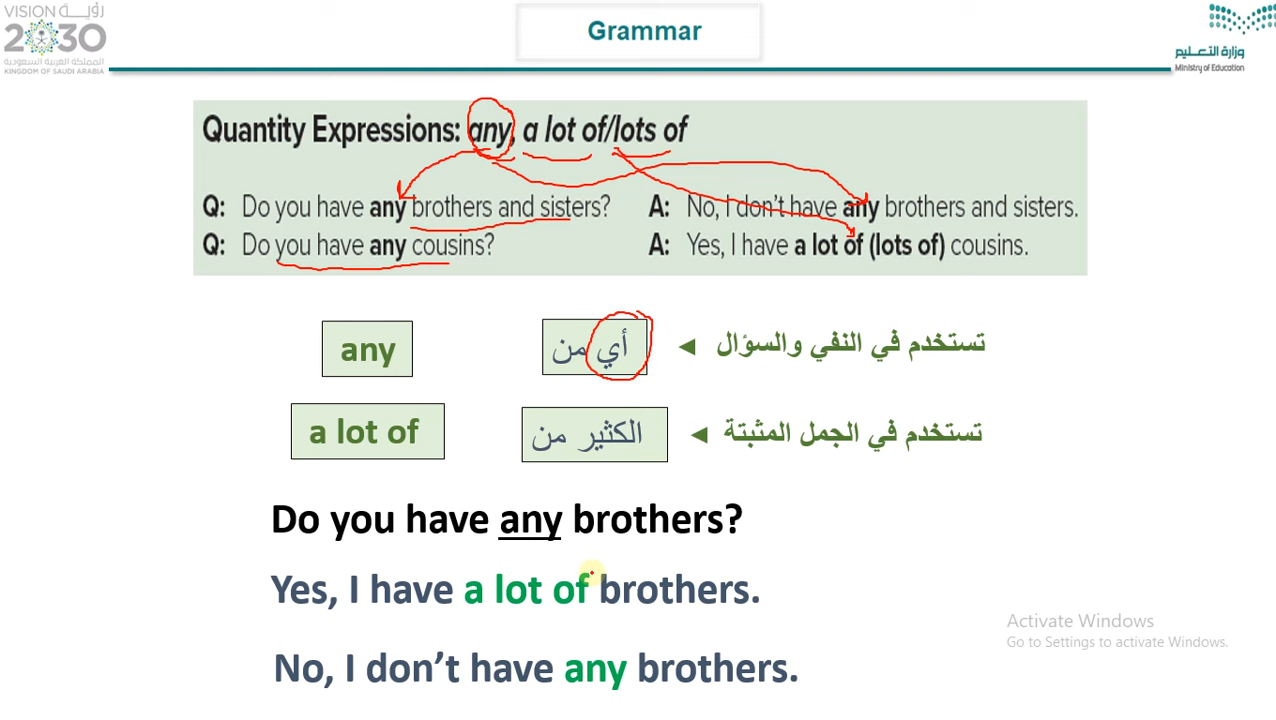 VISION رؤيــة
2030
المملكة العربية السعودية
KINGDOM OF SAUDI ARABIA
Grammar
وزارة التعليم
Ministry of Education
Quantity Expressions: any, a lot of/lots of
Q: Do you have any brothers and sisters? A: No, I don't have any brothers and sisters.
Q: Do you have any cousins? A: Yes, I have a lot of (lots of) cousins.
any أي من ◄ تستخدم في النفي والسؤال
a lot of الكثير من ◄ تستخدم في الجمل المثبتة
Do you have any brothers?
Yes, I have a lot of brothers.
No, I don't have any brothers.
Activate Windows
Go to Settings to activate Windows.